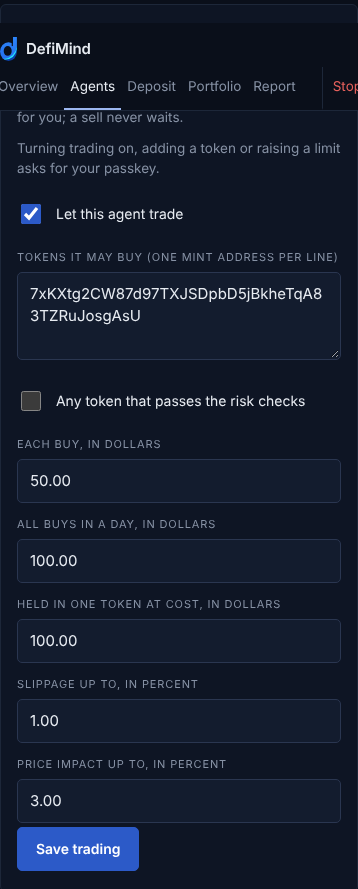 DefiMind
Overview Agents Deposit Portfolio Report Stop
for you; a sell never waits.
Turning trading on, adding a token or raising a limit
asks for your passkey.
Let this agent trade
TOKENS IT MAY BUY (ONE MINT ADDRESS PER LINE)
7xKXtg2CW87d97TXJSDpbD5jBkheTqA8
3TZRuJosgAsU
Any token that passes the risk checks
EACH BUY, IN DOLLARS
50.00
ALL BUYS IN A DAY, IN DOLLARS
100.00
HELD IN ONE TOKEN AT COST, IN DOLLARS
100.00
SLIPPAGE UP TO, IN PERCENT
1.00
PRICE IMPACT UP TO, IN PERCENT
3.00
Save trading